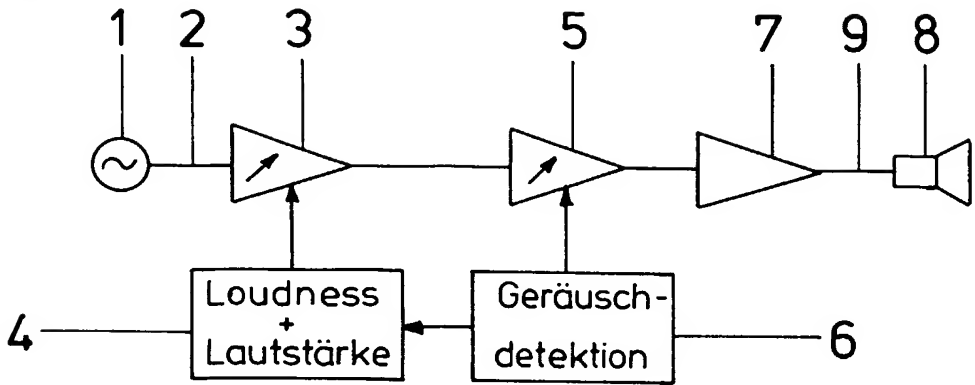 1 2 3 5 7 9 8
Loudness
+
Lautstärke
Geräusch-
detektion
4
6